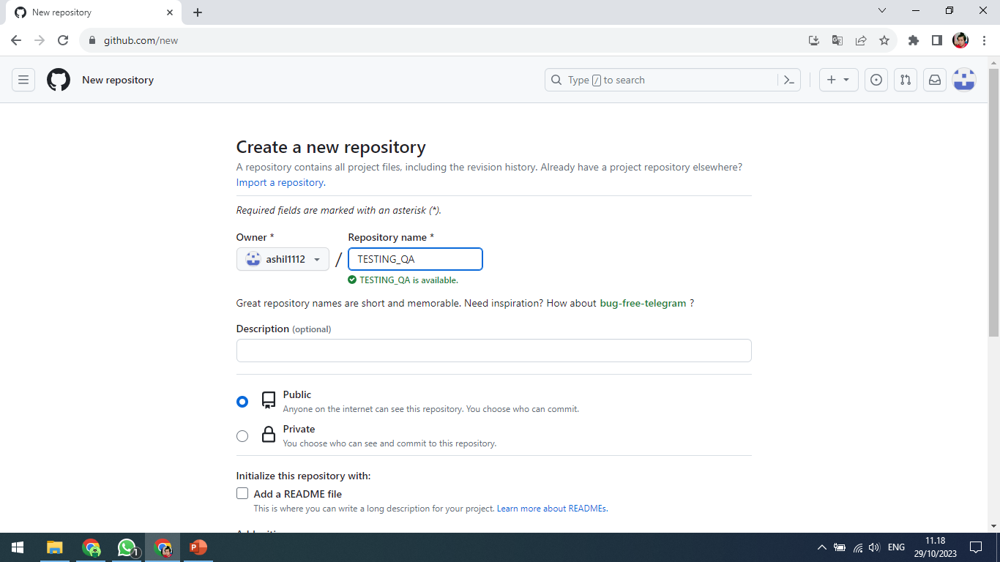 New repository
github.com/new
New repository
Type / to search
Create a new repository
A repository contains all project files, including the revision history. Already have a project repository elsewhere?
Import a repository.
Required fields are marked with an asterisk (*).
Owner * Repository name *
ashil1112 / TESTING_QA
TESTING_QA is available.
Great repository names are short and memorable. Need inspiration? How about bug-free-telegram ?
Description (optional)
Public
Anyone on the internet can see this repository. You choose who can commit.
Private
You choose who can see and commit to this repository.
Initialize this repository with:
Add a README file
This is where you can write a long description for your project. Learn more about READMEs.
1
ENG
11.18
29/10/2023